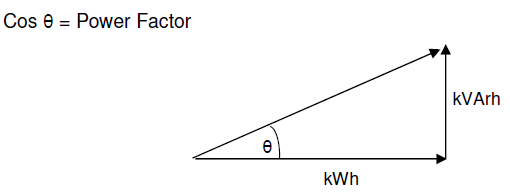 Cos θ = Power Factor
kVArh
θ
kWh